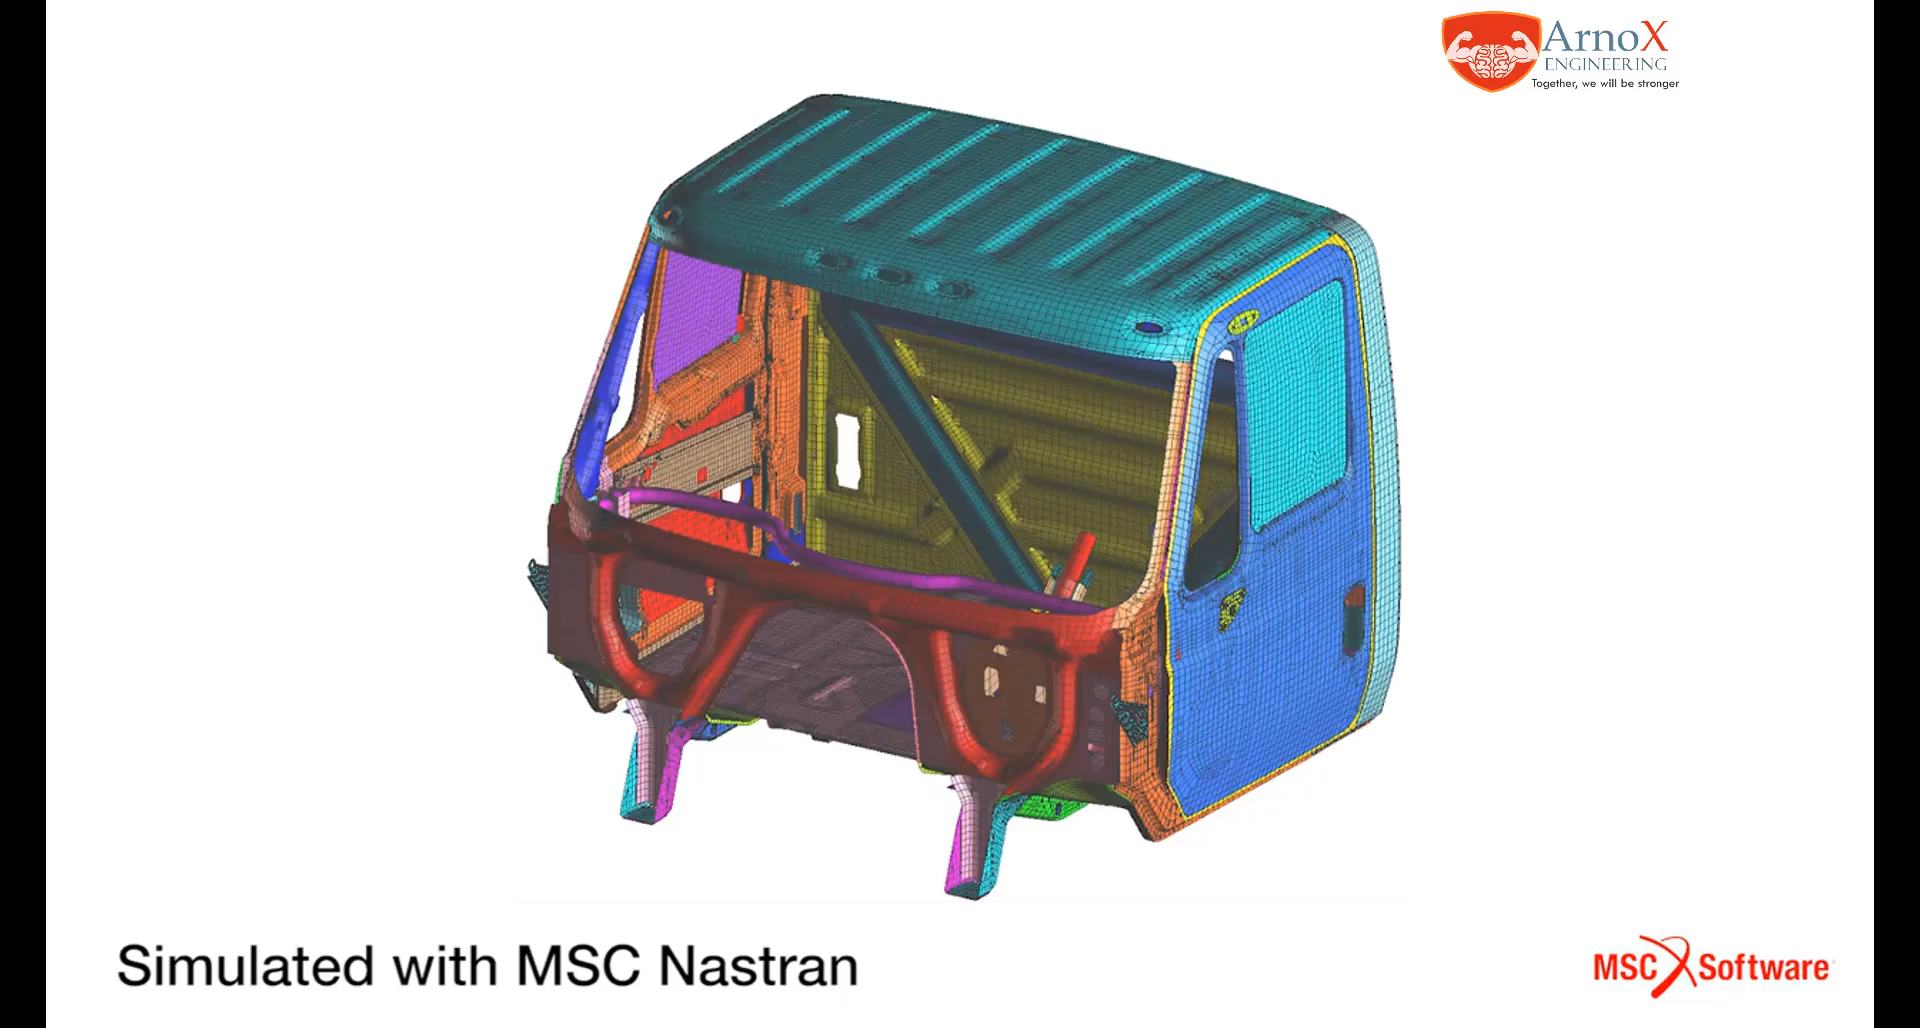 ArnoX
ENGINEERING
Together, we will be stronger
Simulated with MSC Nastran
MSC Software